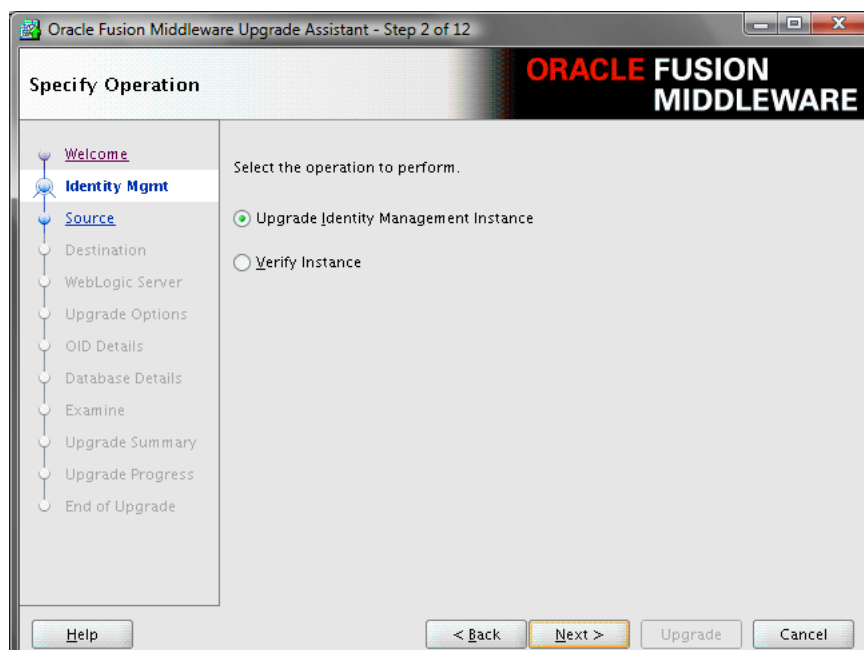 Oracle Fusion Middleware Upgrade Assistant - Step 2 of 12
Specify Operation
ORACLE FUSION
MIDDLEWARE
Welcome
Identity Mgmt
Source
Destination
WebLogic Server
Upgrade Options
OID Details
Database Details
Examine
Upgrade Summary
Upgrade Progress
End of Upgrade
Select the operation to perform.
Upgrade Identity Management Instance
Verify Instance
Help
< Back
Next >
Upgrade
Cancel